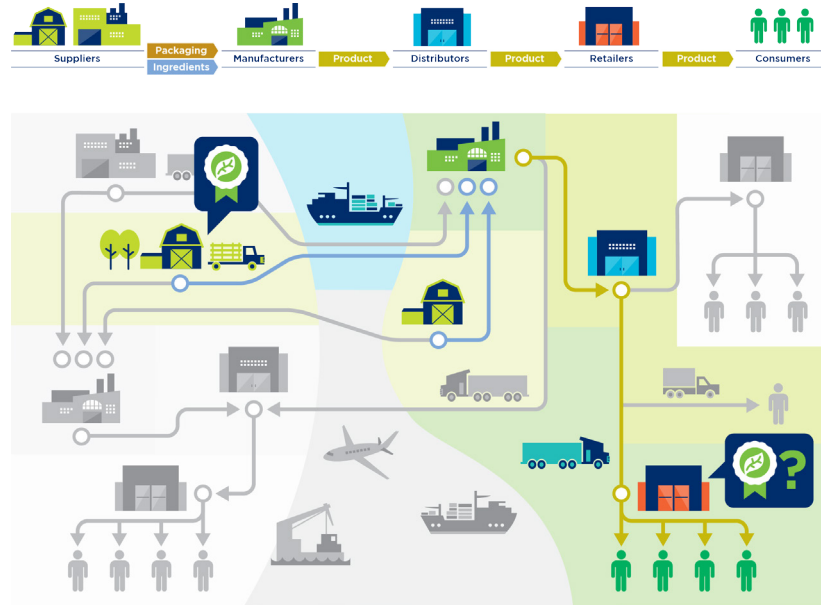 Packaging
Suppliers
Ingredients
Manufacturers
Product
Distributors
Product
Retailers
Product
Consumers
?